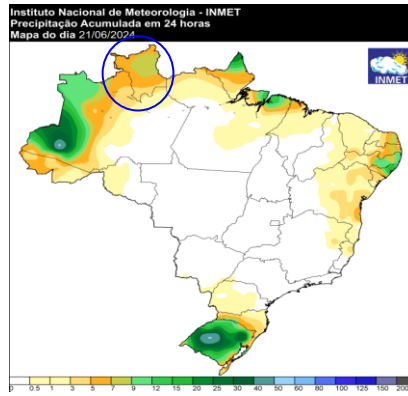 Instituto Nacional de Meteorologia - INMET
Precipitação Acumulada em 24 horas
Mapa do dia 21/06/2024
INMET
0 0.5 1 3 5 7 9 12 15 20 25 30 40 50 60 80 100 125 150 200